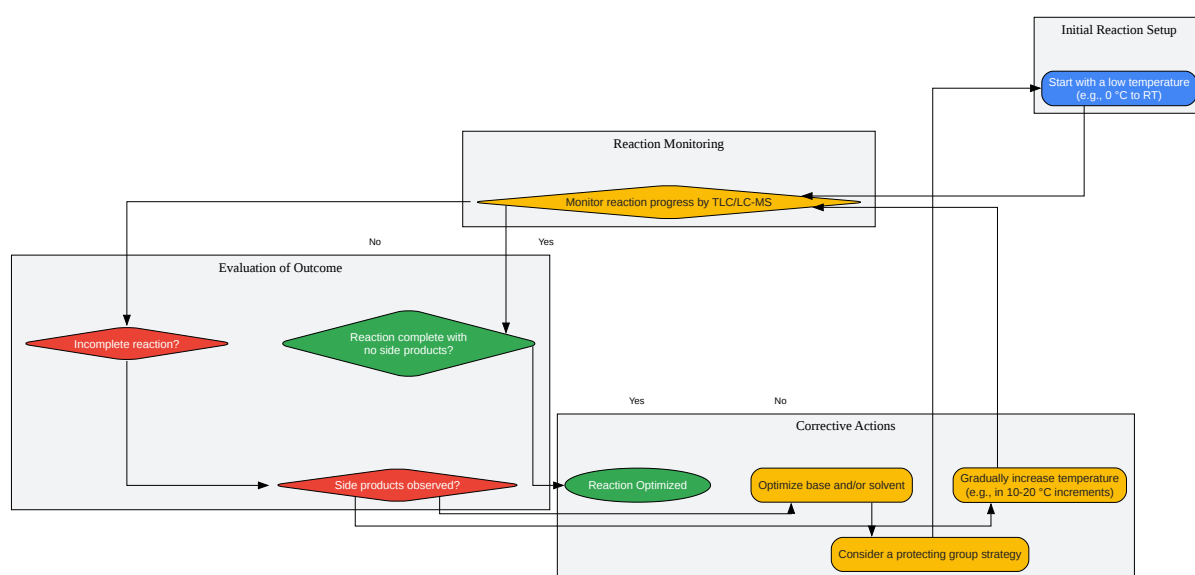 Initial Reaction Setup
Start with a low temperature
(e.g., 0 °C to RT)
Reaction Monitoring
Monitor reaction progress by TLC/LC-MS
No
Yes
Evaluation of Outcome
Incomplete reaction?
Reaction complete with
no side products?
Yes
No
Corrective Actions
Side products observed?
Reaction Optimized
Optimize base and/or solvent
Gradually increase temperature
(e.g., in 10-20 °C increments)
Consider a protecting group strategy